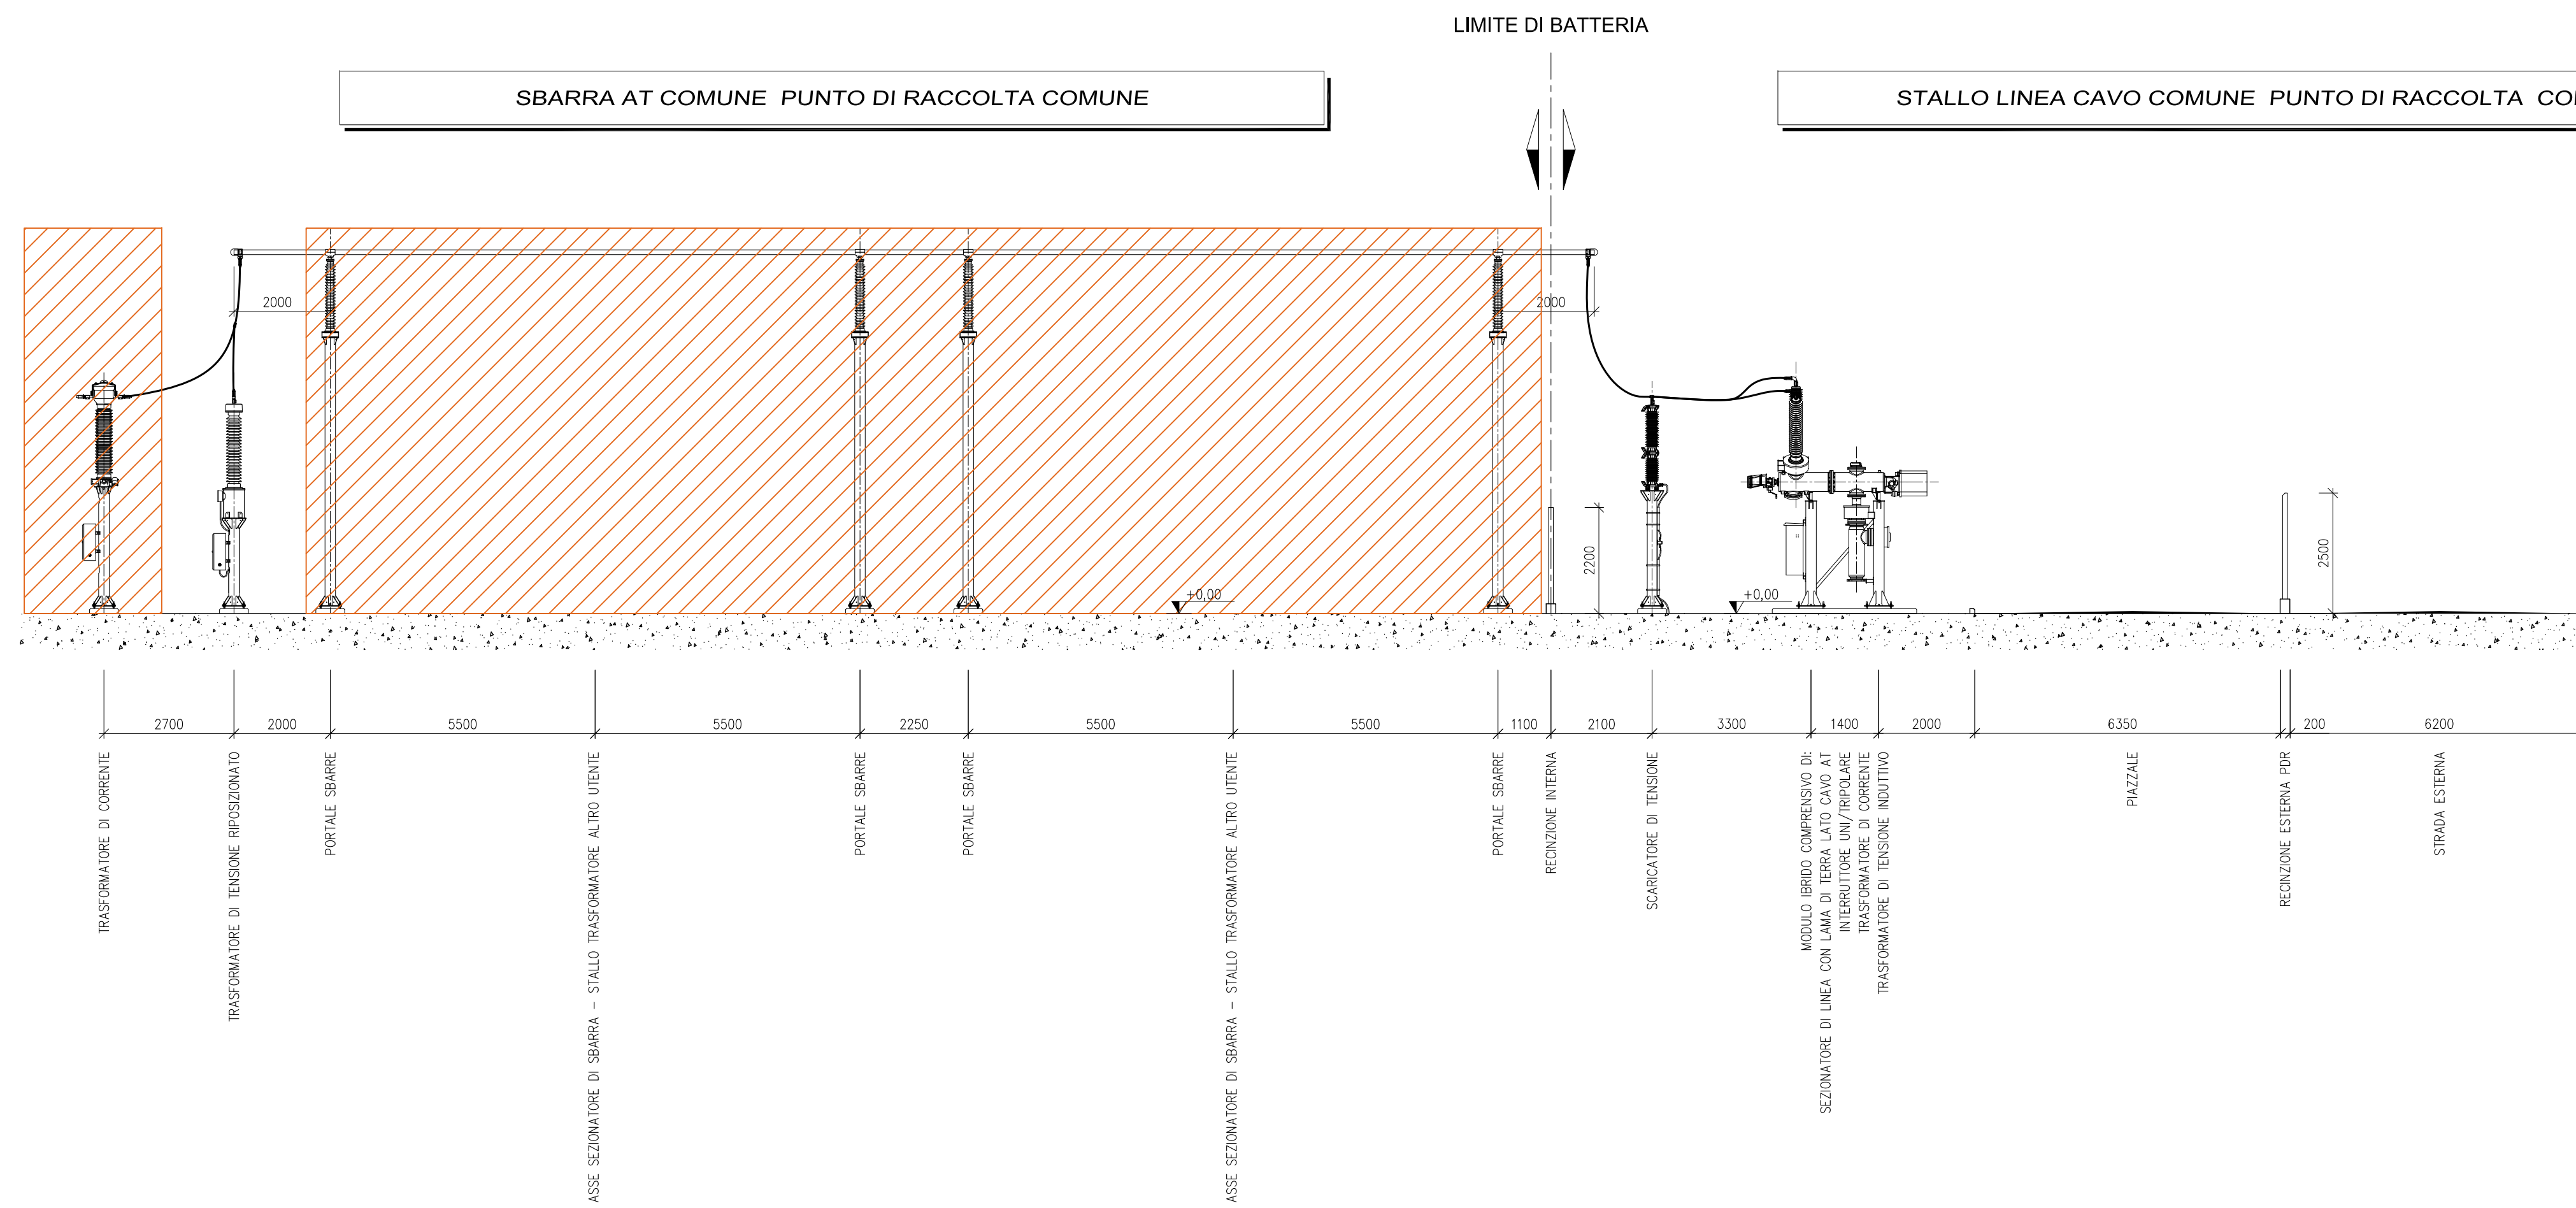 LIMITE DI BATTERIA
SBARRA AT COMUNE PUNTO DI RACCOLTA COMUNE
STALLO LINEA CAVO COMUNE PUNTO DI RACCOLTA
2000
2000
2200
2500
+0,00
+0,00
2700
2000
5500
5500
2250
5500
5500
1100
2100
3300
1400
2000
6350
200
6200
TRASFORMATORE DI CORRENTE
TRASFORMATORE DI TENSIONE RIPOSIZIONATO
PORTALE SBARRE
ASSE SEZIONATORE DI SBARRA – STALLO TRASFORMATORE ALTRO UTENTE
PORTALE SBARRE
PORTALE SBARRE
ASSE SEZIONATORE DI SBARRA – STALLO TRASFORMATORE ALTRO UTENTE
PORTALE SBARRE
RECINZIONE INTERNA
SCARICATORE DI TENSIONE
MODULO IBRIDO COMPRENSIVO DI:
SEZIONATORE DI LINEA CON LAMA DI TERRA LATO CAVO AT
INTERRUTTORE UNI/TRIPOLARE
TRASFORMATORE DI CORRENTE
TRASFORMATORE DI TENSIONE INDUTTIVO
PIAZZALE
RECINZIONE ESTERNA PDR
STRADA ESTERNA